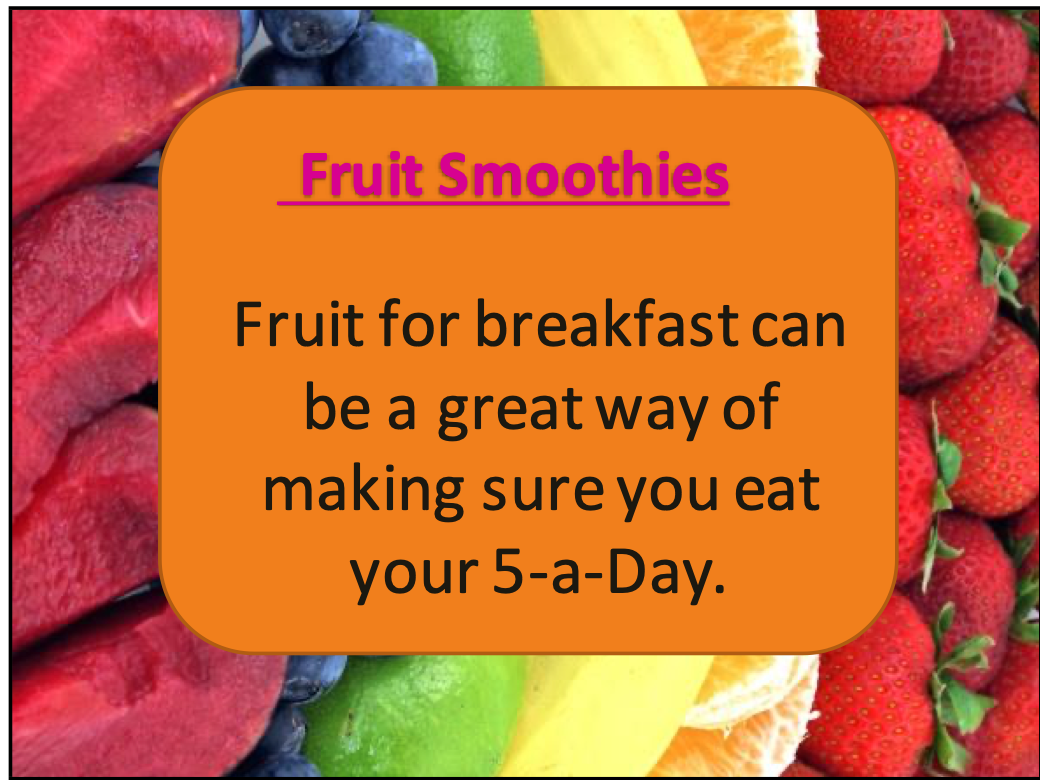 Fruit Smoothies
Fruit for breakfast can
be a great way of
making sure you eat
your 5-a-Day.